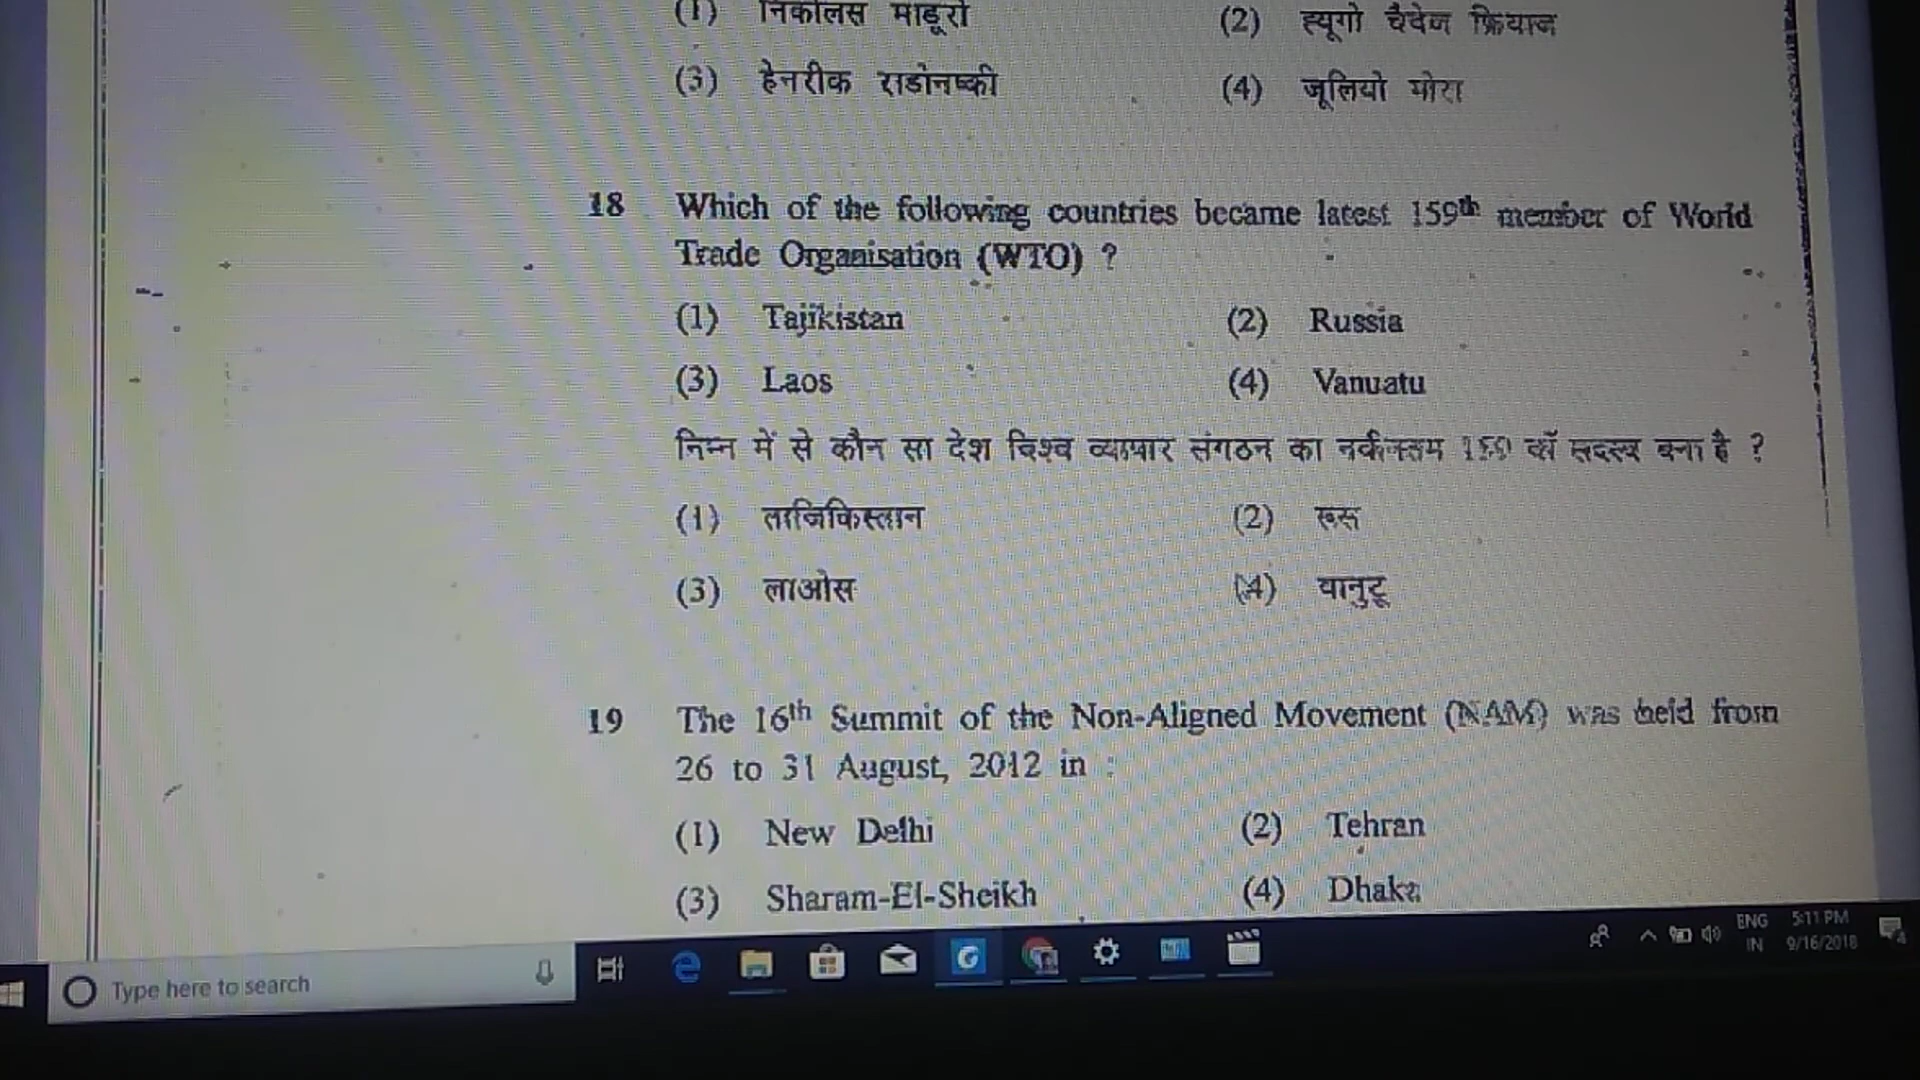 (1) निकोलस माडूरो (2) ह्यूगो चैवेज फ्रियाज
(3) हेनरीक राडोनस्की (4) जूलियो मोरा
18 Which of the following countries became latest 159th member of World
Trade Organisation (WTO) ?
(1) Tajikistan (2) Russia
(3) Laos (4) Vanuatu
निम्न में से कौन सा देश विश्व व्यापार संगठन का 159 वाँ सदस्य बना है ?
(1) ताजिकिस्तान (2) रूस
(3) लाओस (4) वानुटू
19 The 16th Summit of the Non-Aligned Movement (NAM) was held from
26 to 31 August, 2012 in :
(1) New Delhi (2) Tehran
(3) Sharam-El-Sheikh (4) Dhaka
Type here to search
ENG 5:11 PM
IN 9/16/2018